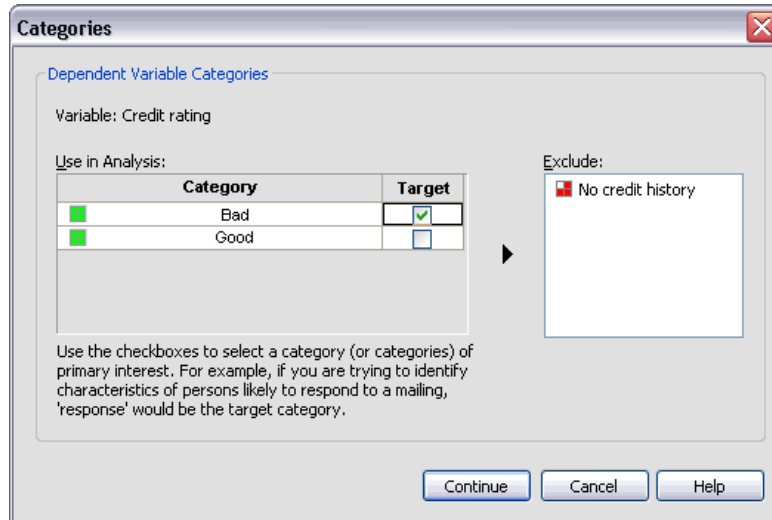 Categories
Dependent Variable Categories
Variable: Credit rating
Use in Analysis:
Category Target
Bad
Good
Exclude:
No credit history
Use the checkboxes to select a category (or categories) of
primary interest. For example, if you are trying to identify
characteristics of persons likely to respond to a mailing,
'response' would be the target category.
Continue Cancel Help